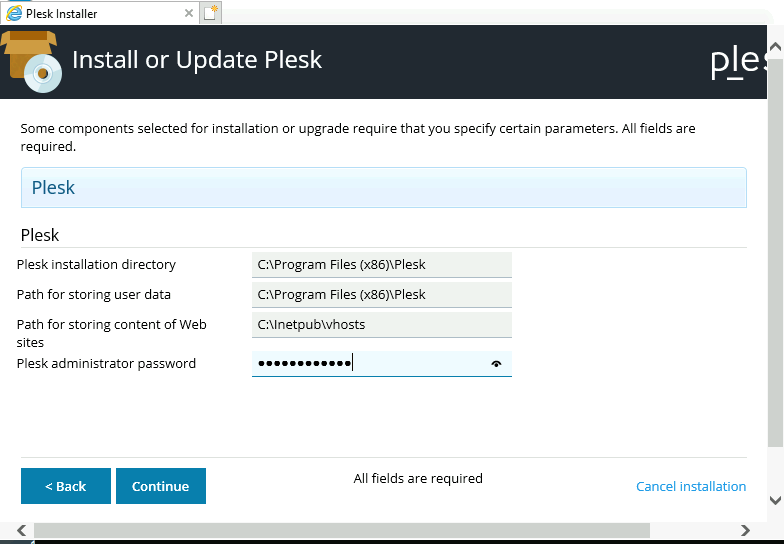 Plesk Installer
Install or Update Plesk
Some components selected for installation or upgrade require that you specify certain parameters. All fields are
required.
Plesk
Plesk
Plesk installation directory
C:\Program Files (x86)\Plesk
Path for storing user data
C:\Program Files (x86)\Plesk
Path for storing content of Web
sites
C:\Inetpub\vhosts
Plesk administrator password
••••••••••••
< Back
Continue
All fields are required
Cancel installation